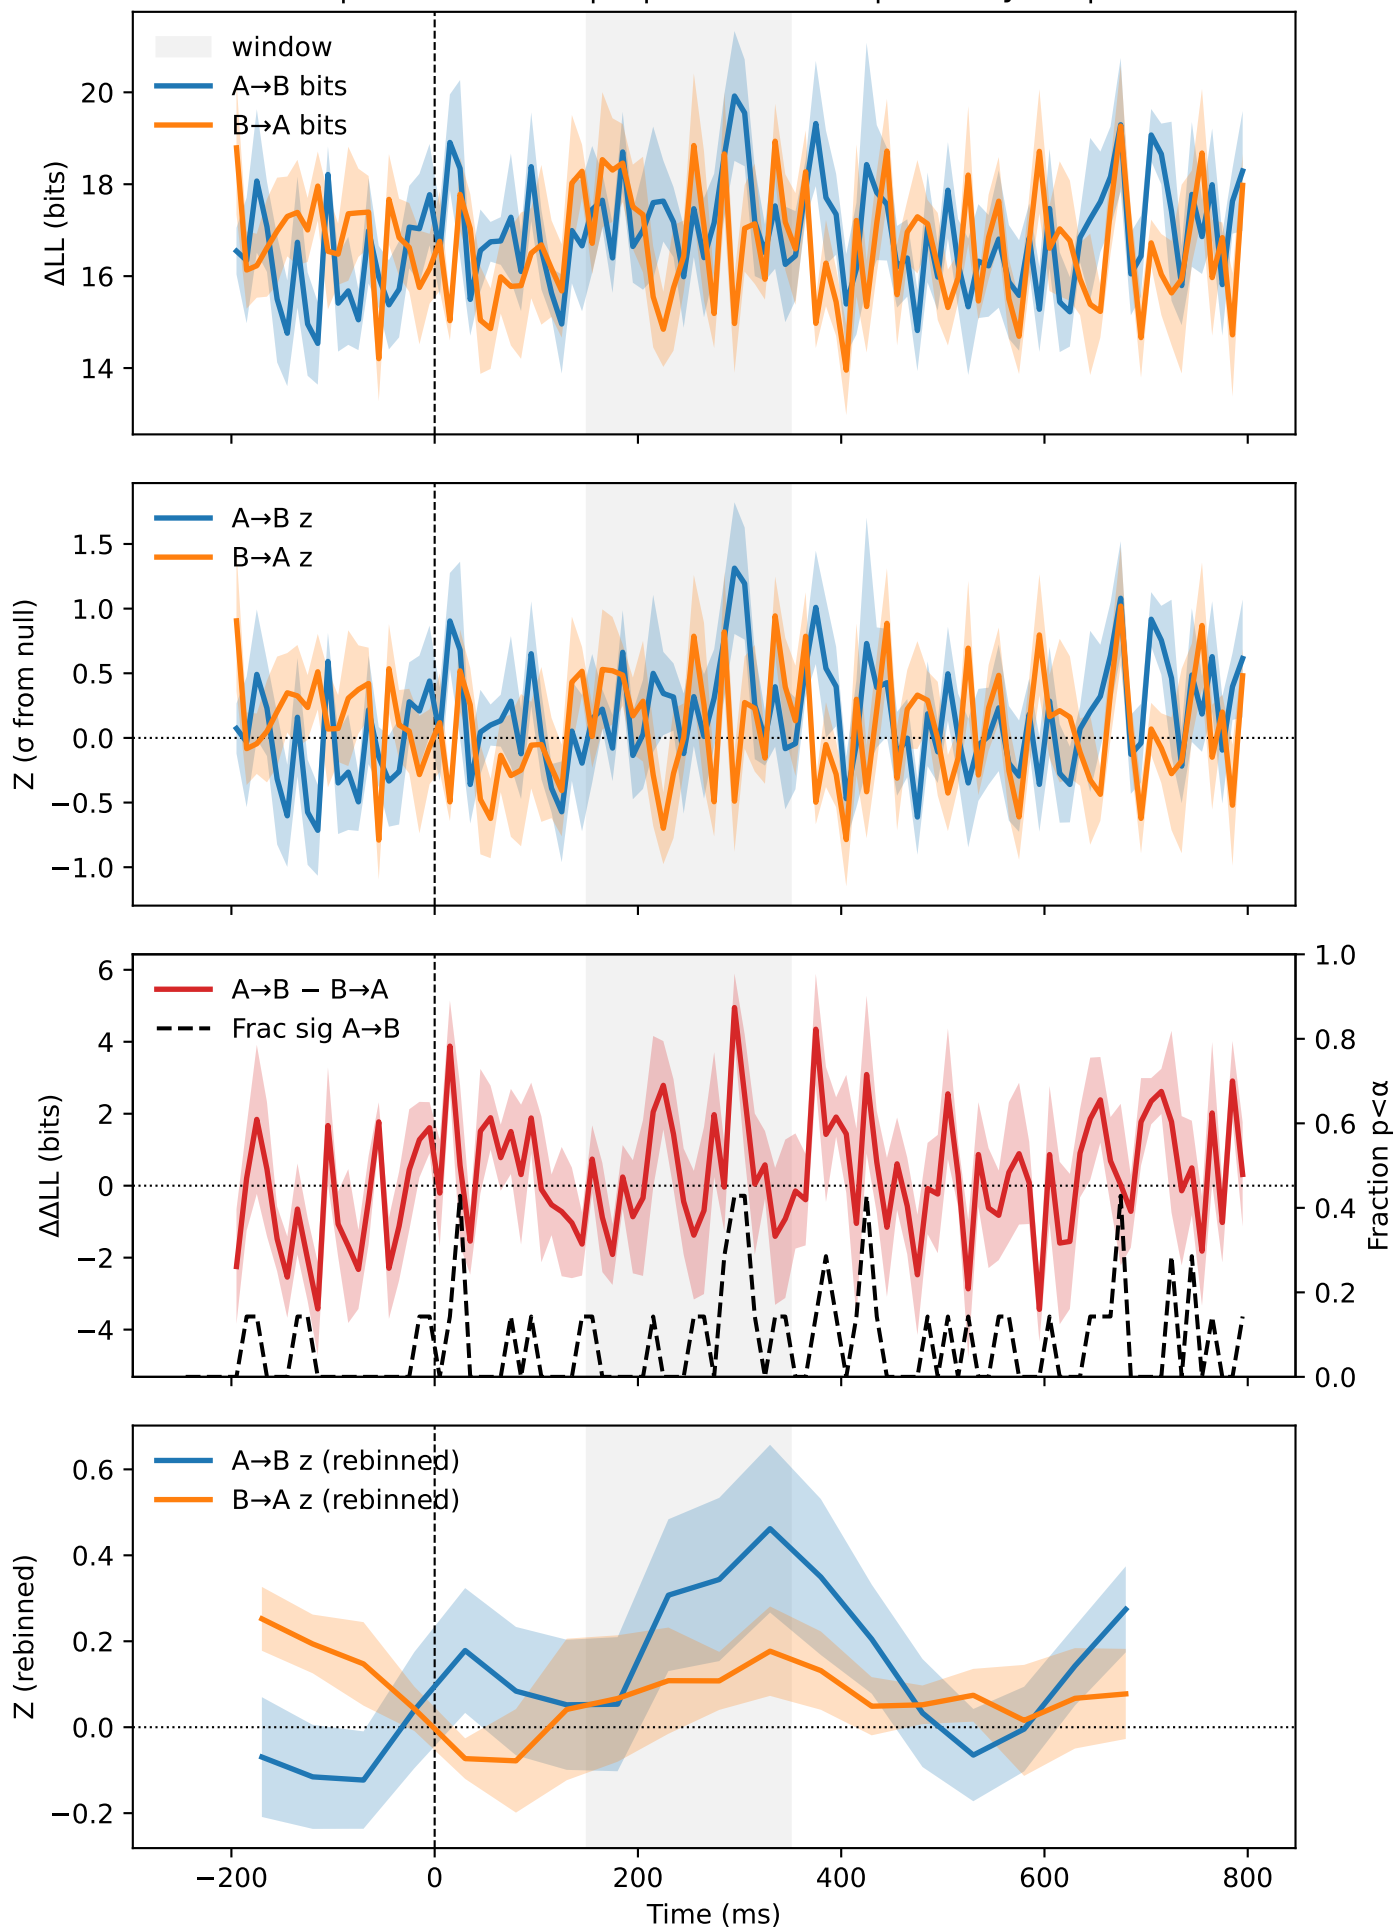 window
A→B bits
B→A bits
ΔLL (bits)
20
18
16
14
A→B z
B→A z
Z (σ from null)
1.5
1.0
0.5
0.0
−0.5
−1.0
A→B − B→A
Frac sig A→B
ΔΔLL (bits)
6
4
2
0
−2
−4
1.0
0.8
0.6
0.4
0.2
0.0
Fraction p<α
A→B z (rebinned)
B→A z (rebinned)
Z (rebinned)
0.6
0.4
0.2
0.0
−0.2
−200 0 200 400 600 800
Time (ms)